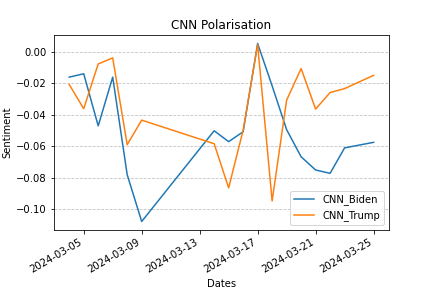 CNN Polarisation
0.00
−0.02
−0.04
−0.06
−0.08
−0.10
Sentiment
CNN_Biden
CNN_Trump
2024-03-05
2024-03-09
2024-03-13
2024-03-17
2024-03-21
2024-03-25
Dates